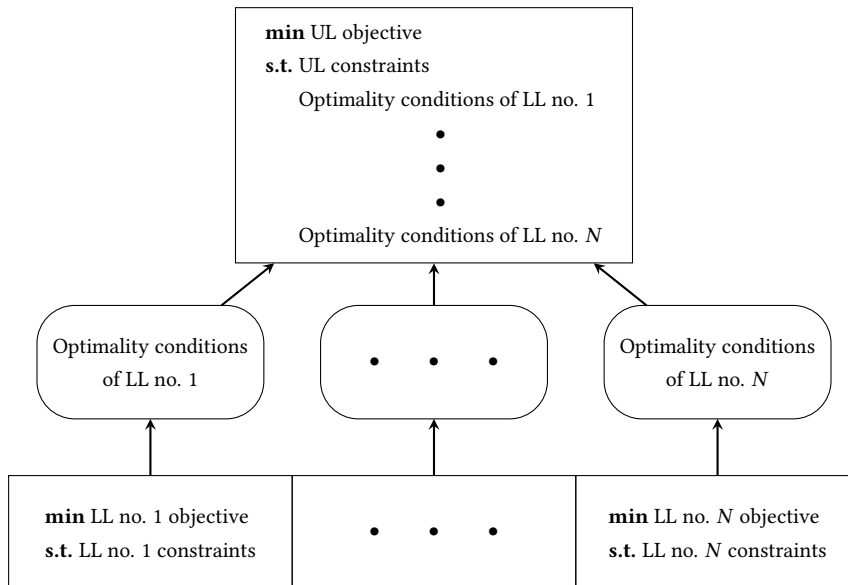 min UL objective
s.t. UL constraints
Optimality conditions of LL no. 1
Optimality conditions of LL no. N
Optimality conditions
of LL no. 1
Optimality conditions
of LL no. N
min LL no. 1 objective
s.t. LL no. 1 constraints
min LL no. N objective
s.t. LL no. N constraints